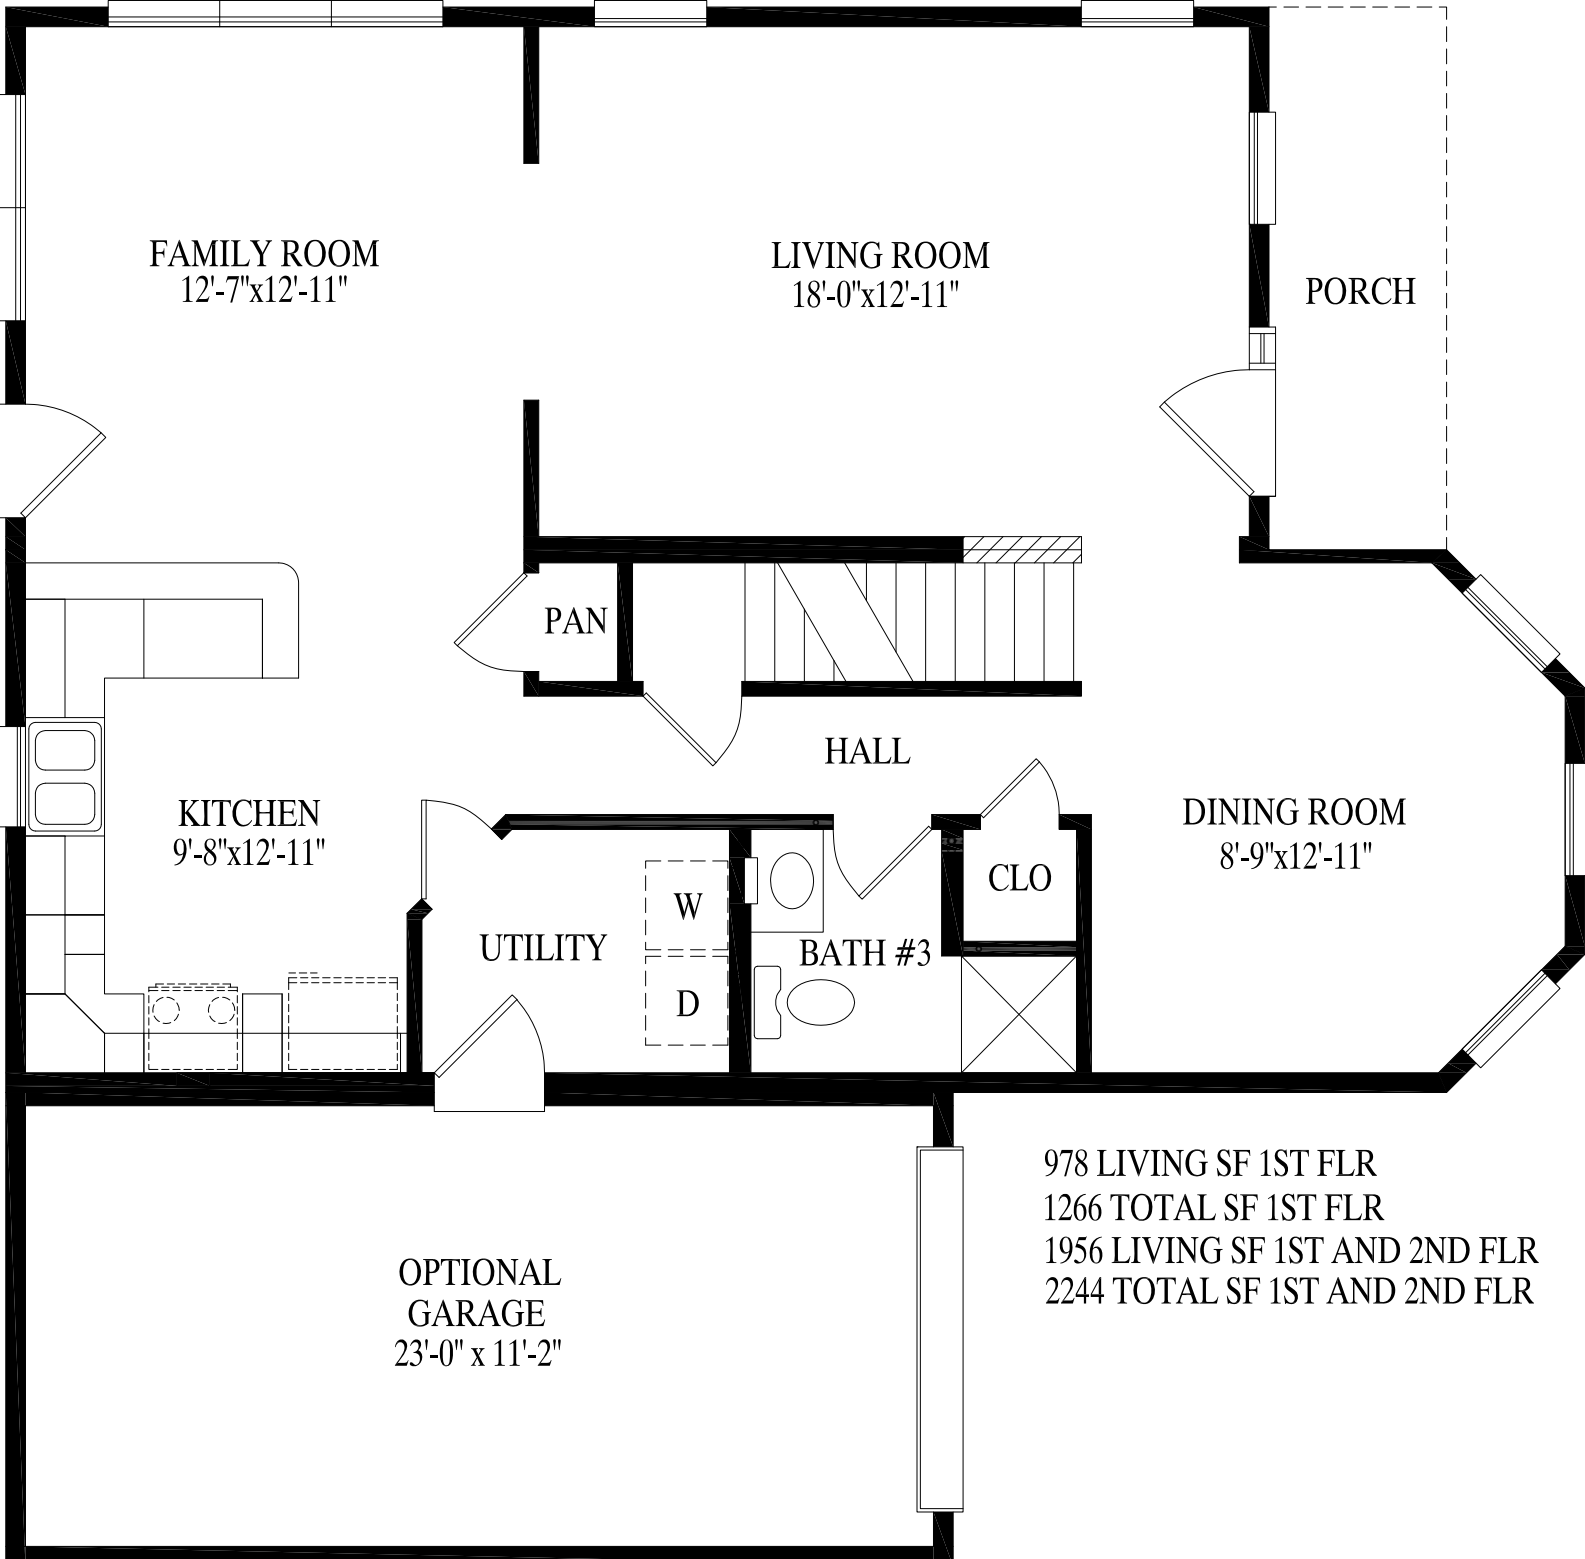 FAMILY ROOM
12'-7"x12'-11"
LIVING ROOM
18'-0"x12'-11"
PORCH
PAN
HALL
KITCHEN
9'-8"x12'-11"
DINING ROOM
8'-9"x12'-11"
CLO
W
UTILITY
BATH #3
D
978 LIVING SF 1ST FLR
1266 TOTAL SF 1ST FLR
1956 LIVING SF 1ST AND 2ND FLR
2244 TOTAL SF 1ST AND 2ND FLR
OPTIONAL
GARAGE
23'-0" x 11'-2"